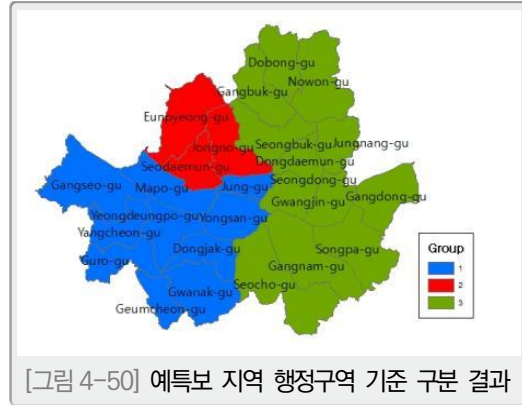 Dobong-gu
Nowon-gu
Gangbuk-gu
Eunpyeong-gu
Jongno-gu
Seongbuk-gu
Jungnang-gu
Seodaemun-gu
Dongdaemun-gu
Gangseo-gu
Mapo-gu
Jung-gu
Seongdong-gu
Gwangjin-gu
Gangdong-gu
Yeongdeungpo-gu
Yongsan-gu
Yangcheon-gu
Dongjak-gu
Songpa-gu
Guro-gu
Gangnam-gu
Gwanak-gu
Seocho-gu
Geumcheon-gu
Group
1
2
3
[그림 4-50] 예특보 지역 행정구역 기준 구분 결과